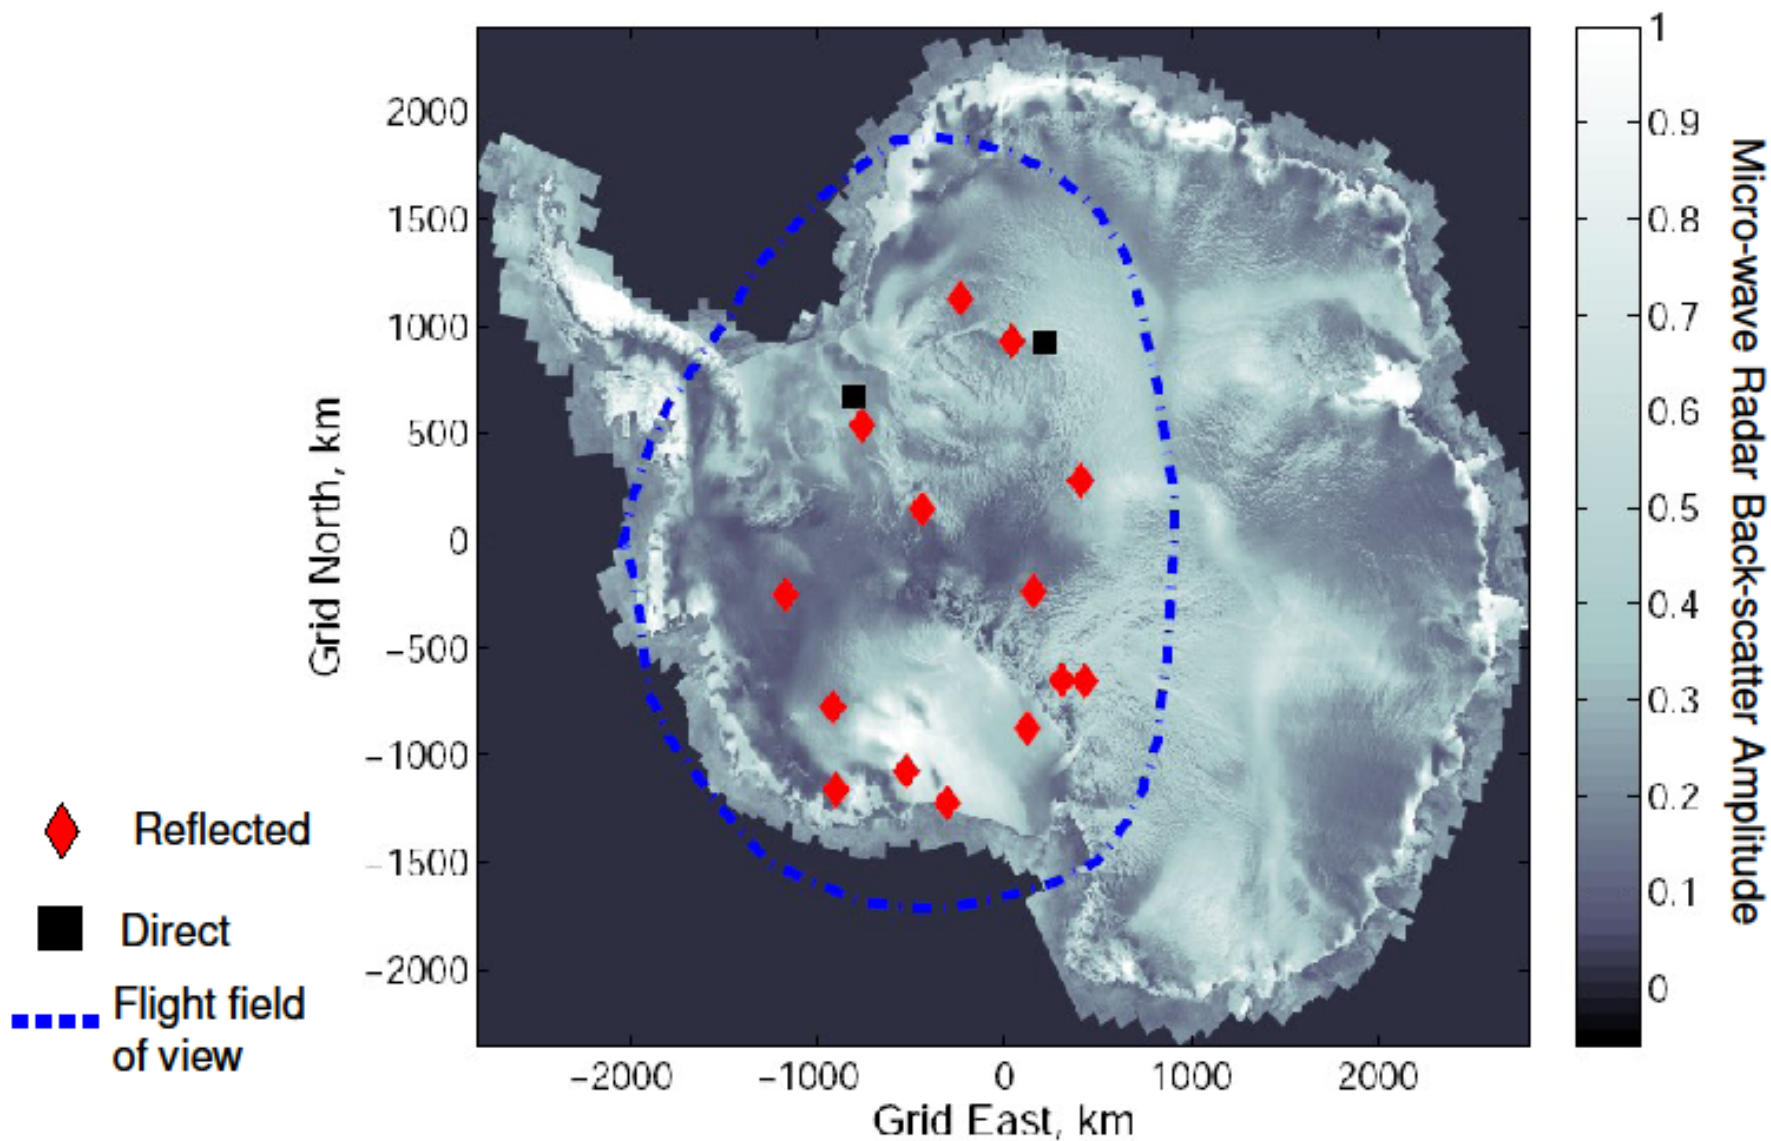 2000
1500
1000
500
0
−500
−1000
−1500
−2000
Grid North, km
−2000 −1000 0 1000 2000
Grid East, km
1
0.9
0.8
0.7
0.6
0.5
0.4
0.3
0.2
0.1
0
Micro-wave Radar Back-scatter Amplitude
Reflected
Direct
Flight field
of view